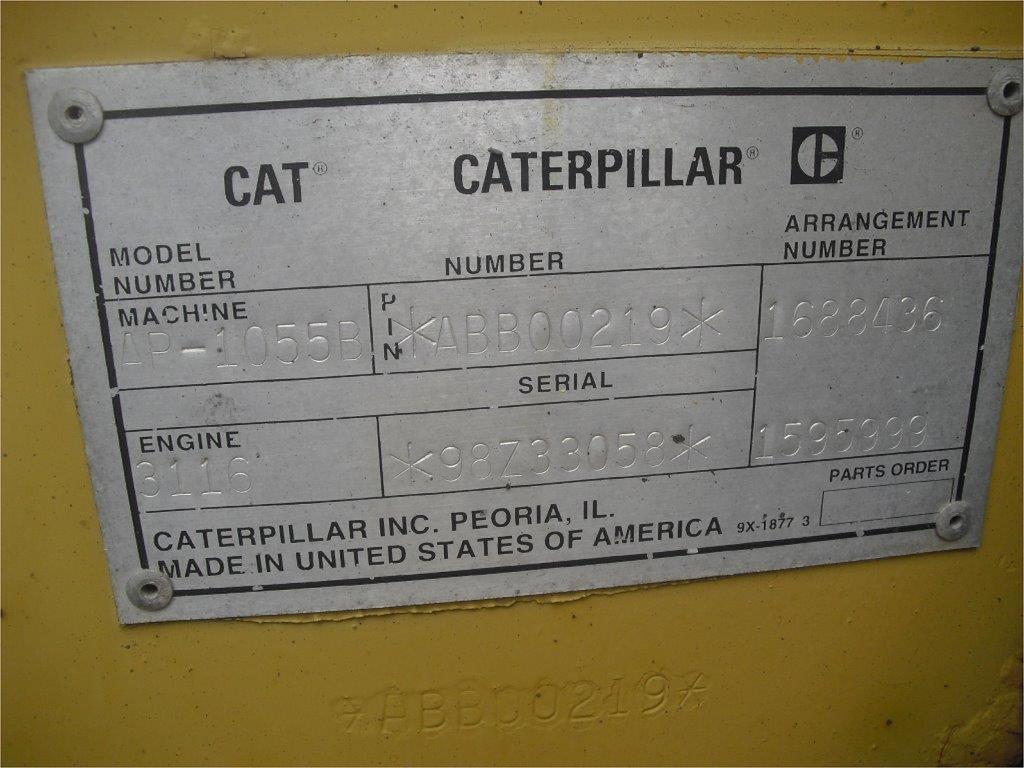 CAT® CATERPILLAR® C®
MODEL NUMBER
NUMBER
ARRANGEMENT NUMBER
MACHINE
AP-1055B
PIN
*ABB00219*
1688436
SERIAL
ENGINE
3116
*98Z33058*
1595999
PARTS ORDER
CATERPILLAR INC. PEORIA, IL.
MADE IN UNITED STATES OF AMERICA 9X-1877 3
*ABB00219*